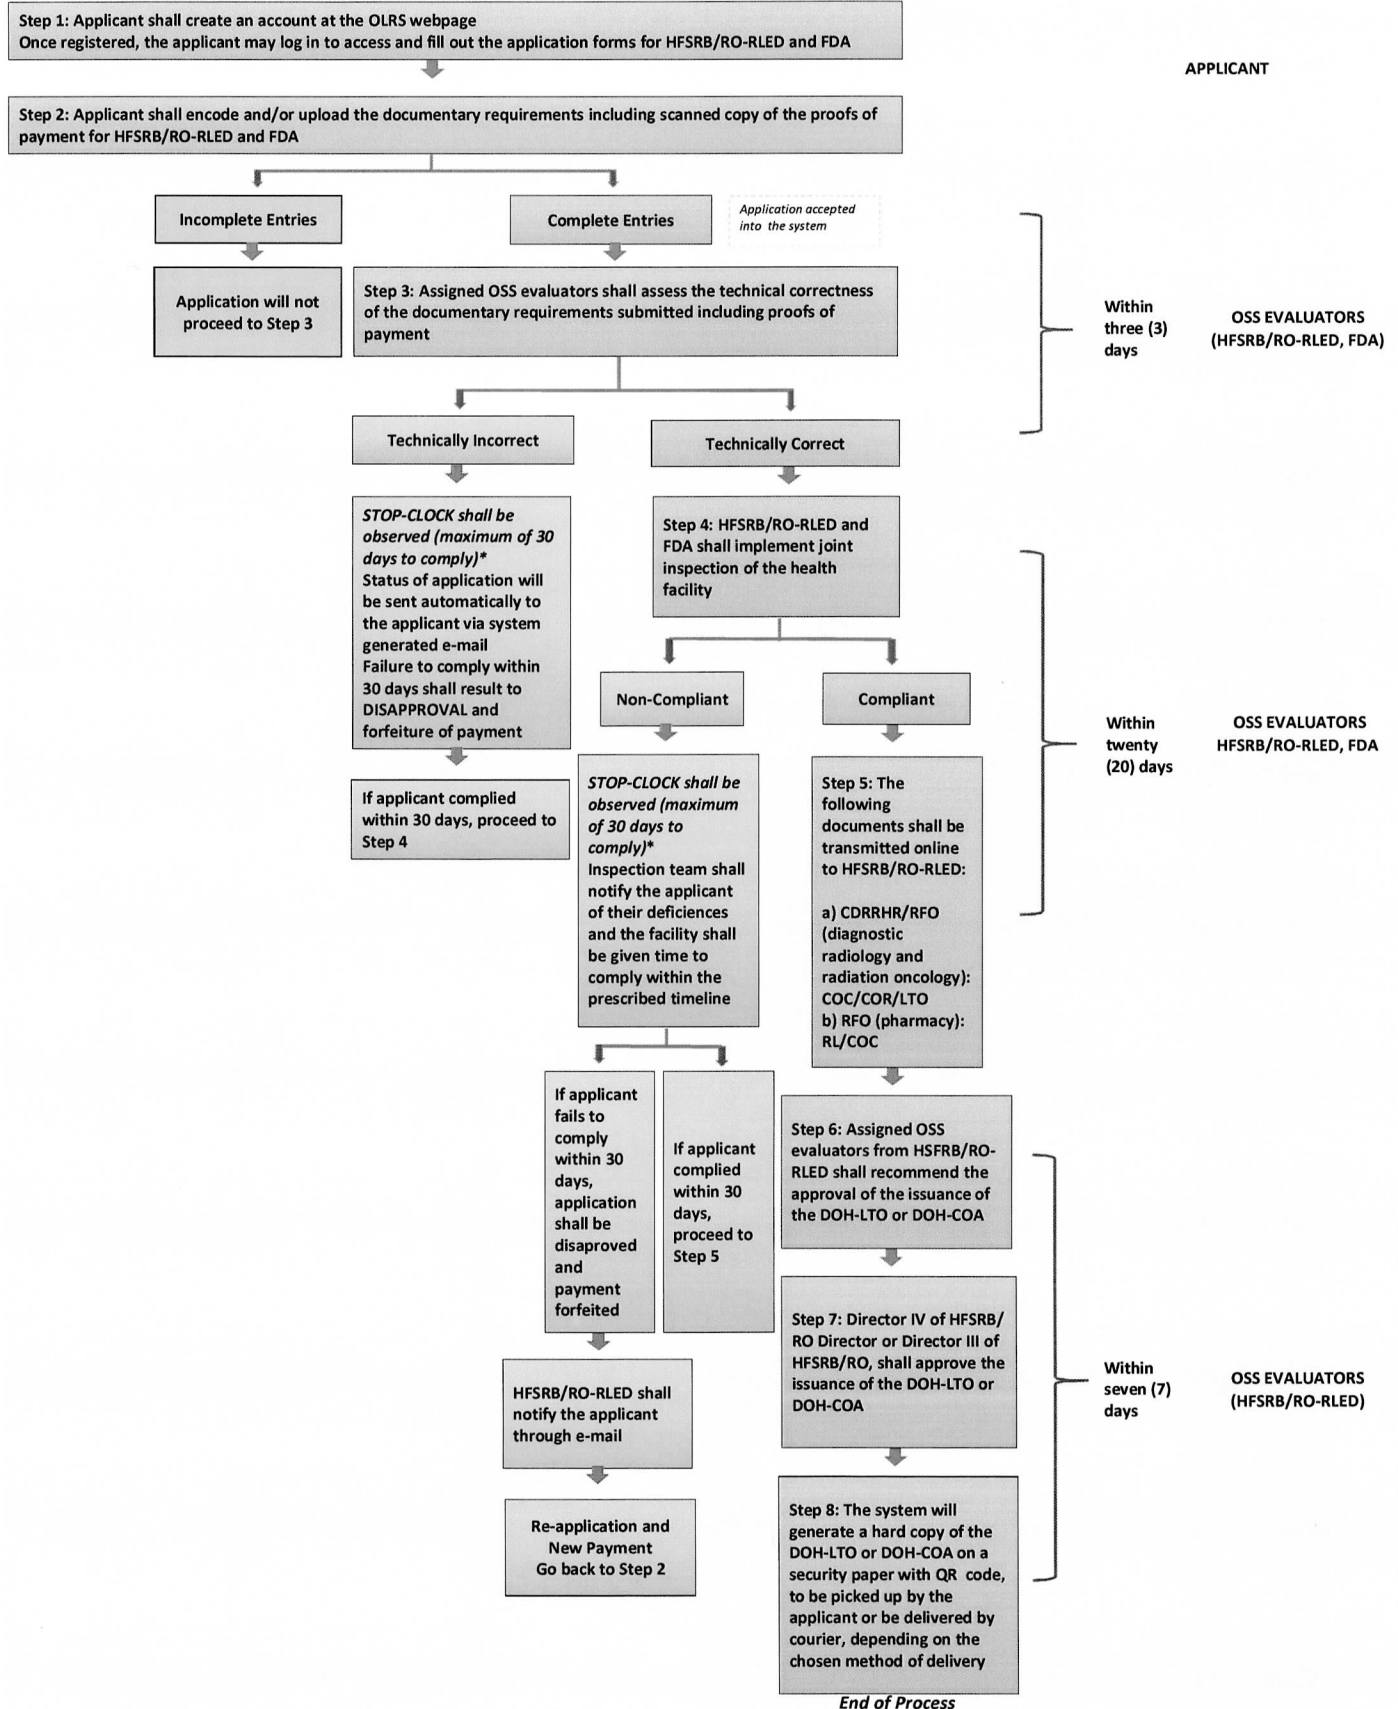 Step 1: Applicant shall create an account at the OLRS webpage
Once registered, the applicant may log in to access and fill out the application forms for HFSRB/RO-RLED and FDA
APPLICANT
Step 2: Applicant shall encode and/or upload the documentary requirements including scanned copy of the proofs of
payment for HFSRB/RO-RLED and FDA
Incomplete Entries
Complete Entries
Application accepted
into the system
Application will not
proceed to Step 3
Step 3: Assigned OSS evaluators shall assess the technical correctness
of the documentary requirements submitted including proofs of
payment
Within
three (3)
days
OSS EVALUATORS
(HFSRB/RO-RLED, FDA)
Technically Incorrect
Technically Correct
STOP-CLOCK shall be
observed (maximum of 30
days to comply)*
Status of application will
be sent automatically to
the applicant via system
generated e-mail
Failure to comply within
30 days shall result to
DISAPPROVAL and
forfeiture of payment
Step 4: HFSRB/RO-RLED and
FDA shall implement joint
inspection of the health
facility
Non-Compliant
Compliant
Within
twenty
(20) days
OSS EVALUATORS
HFSRB/RO-RLED, FDA
If applicant complied
within 30 days, proceed to
Step 4
STOP-CLOCK shall be
observed (maximum
of 30 days to
comply)*
Inspection team shall
notify the applicant
of their deficiences
and the facility shall
be given time to
comply within the
prescribed timeline
Step 5: The
following
documents shall be
transmitted online
to HFSRB/RO-RLED:
a) CDRRHR/RFO
(diagnostic
radiology and
radiation oncology):
COC/COR/LTO
b) RFO (pharmacy):
RL/COC
If applicant
fails to
comply
within 30
days,
application
shall be
disaproved
and
payment
forfeited
If applicant
complied
within 30
days,
proceed to
Step 5
Step 6: Assigned OSS
evaluators from HSFRB/RO-
RLED shall recommend the
approval of the issuance of
the DOH-LTO or DOH-COA
Step 7: Director IV of HFSRB/
RO Director or Director III of
HFSRB/RO, shall approve the
issuance of the DOH-LTO or
DOH-COA
Within
seven (7)
days
OSS EVALUATORS
(HFSRB/RO-RLED)
HFSRB/RO-RLED shall
notify the applicant
through e-mail
Re-application and
New Payment
Go back to Step 2
Step 8: The system will
generate a hard copy of the
DOH-LTO or DOH-COA on a
security paper with QR code,
to be picked up by the
applicant or be delivered by
courier, depending on the
chosen method of delivery
End of Process